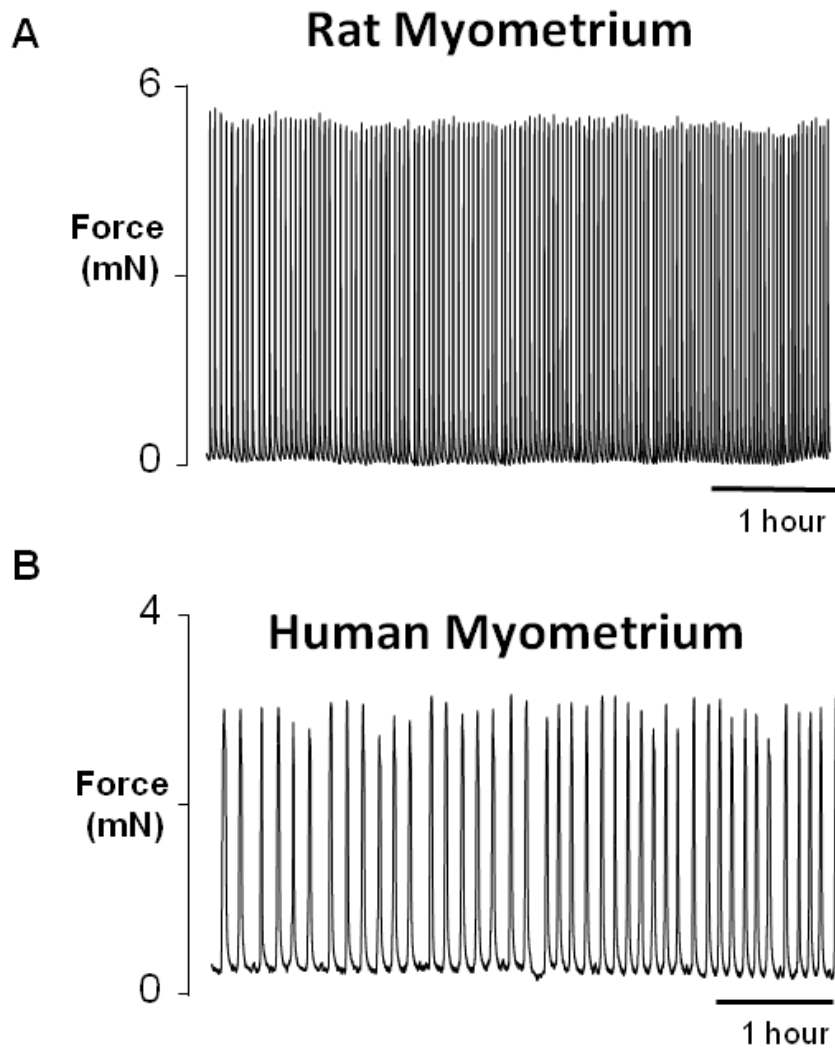 A
Rat Myometrium
6
Force
(mN)
0
1 hour
B
4
Human Myometrium
Force
(mN)
0
1 hour